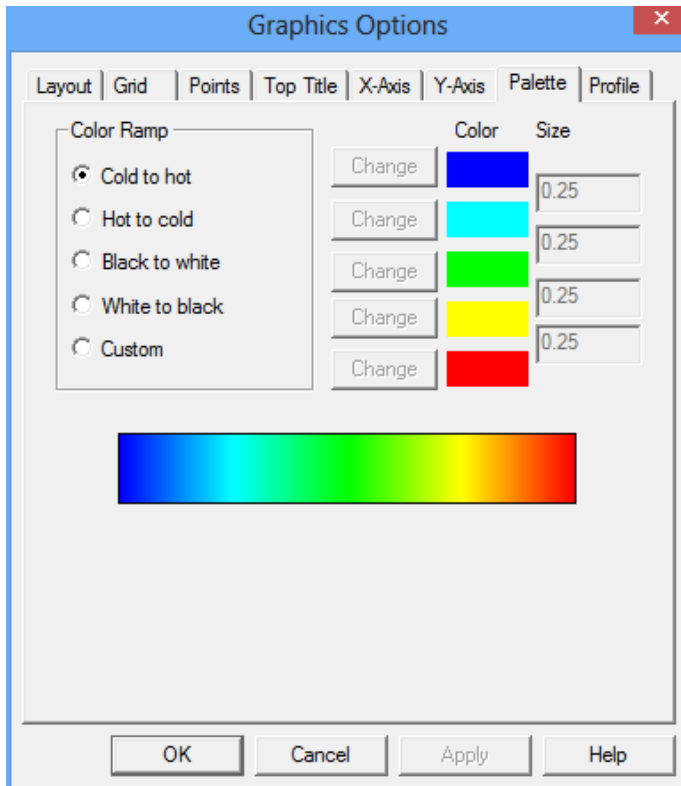 Graphics Options
Layout Grid Points Top Title X-Axis Y-Axis Palette Profile
Color Ramp
Cold to hot
Hot to cold
Black to white
White to black
Custom
Color Size
Change
0.25
Change
0.25
Change
0.25
Change
0.25
Change
OK Cancel Apply Help